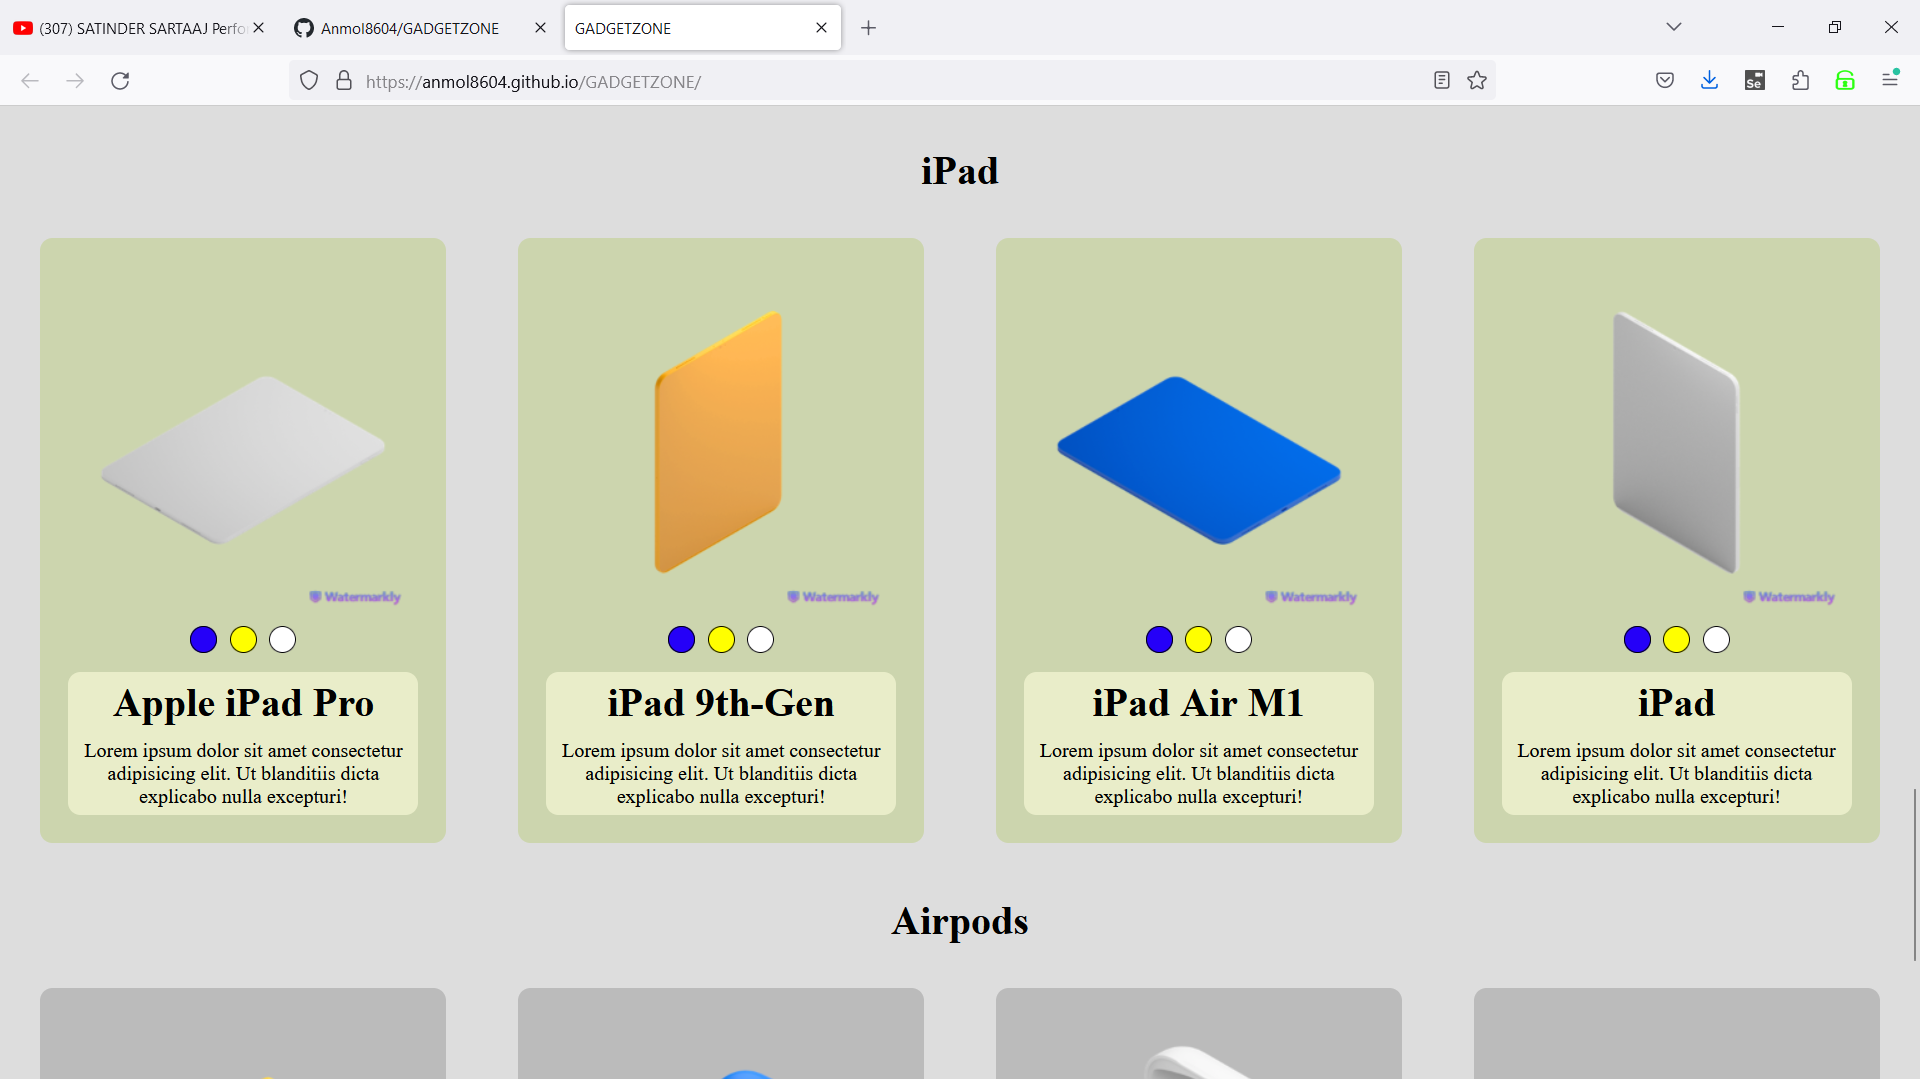 (307) SATINDER SARTAAJ Perfo
Anmol8604/GADGETZONE
GADGETZONE
https://anmol8604.github.io/GADGETZONE/
Se
iPad
Watermarkly
Watermarkly
Watermarkly
Watermarkly
Apple iPad Pro
Lorem ipsum dolor sit amet consectetur
adipisicing elit. Ut blanditiis dicta
explicabo nulla excepturi!
iPad 9th-Gen
Lorem ipsum dolor sit amet consectetur
adipisicing elit. Ut blanditiis dicta
explicabo nulla excepturi!
iPad Air M1
Lorem ipsum dolor sit amet consectetur
adipisicing elit. Ut blanditiis dicta
explicabo nulla excepturi!
iPad
Lorem ipsum dolor sit amet consectetur
adipisicing elit. Ut blanditiis dicta
explicabo nulla excepturi!
Airpods